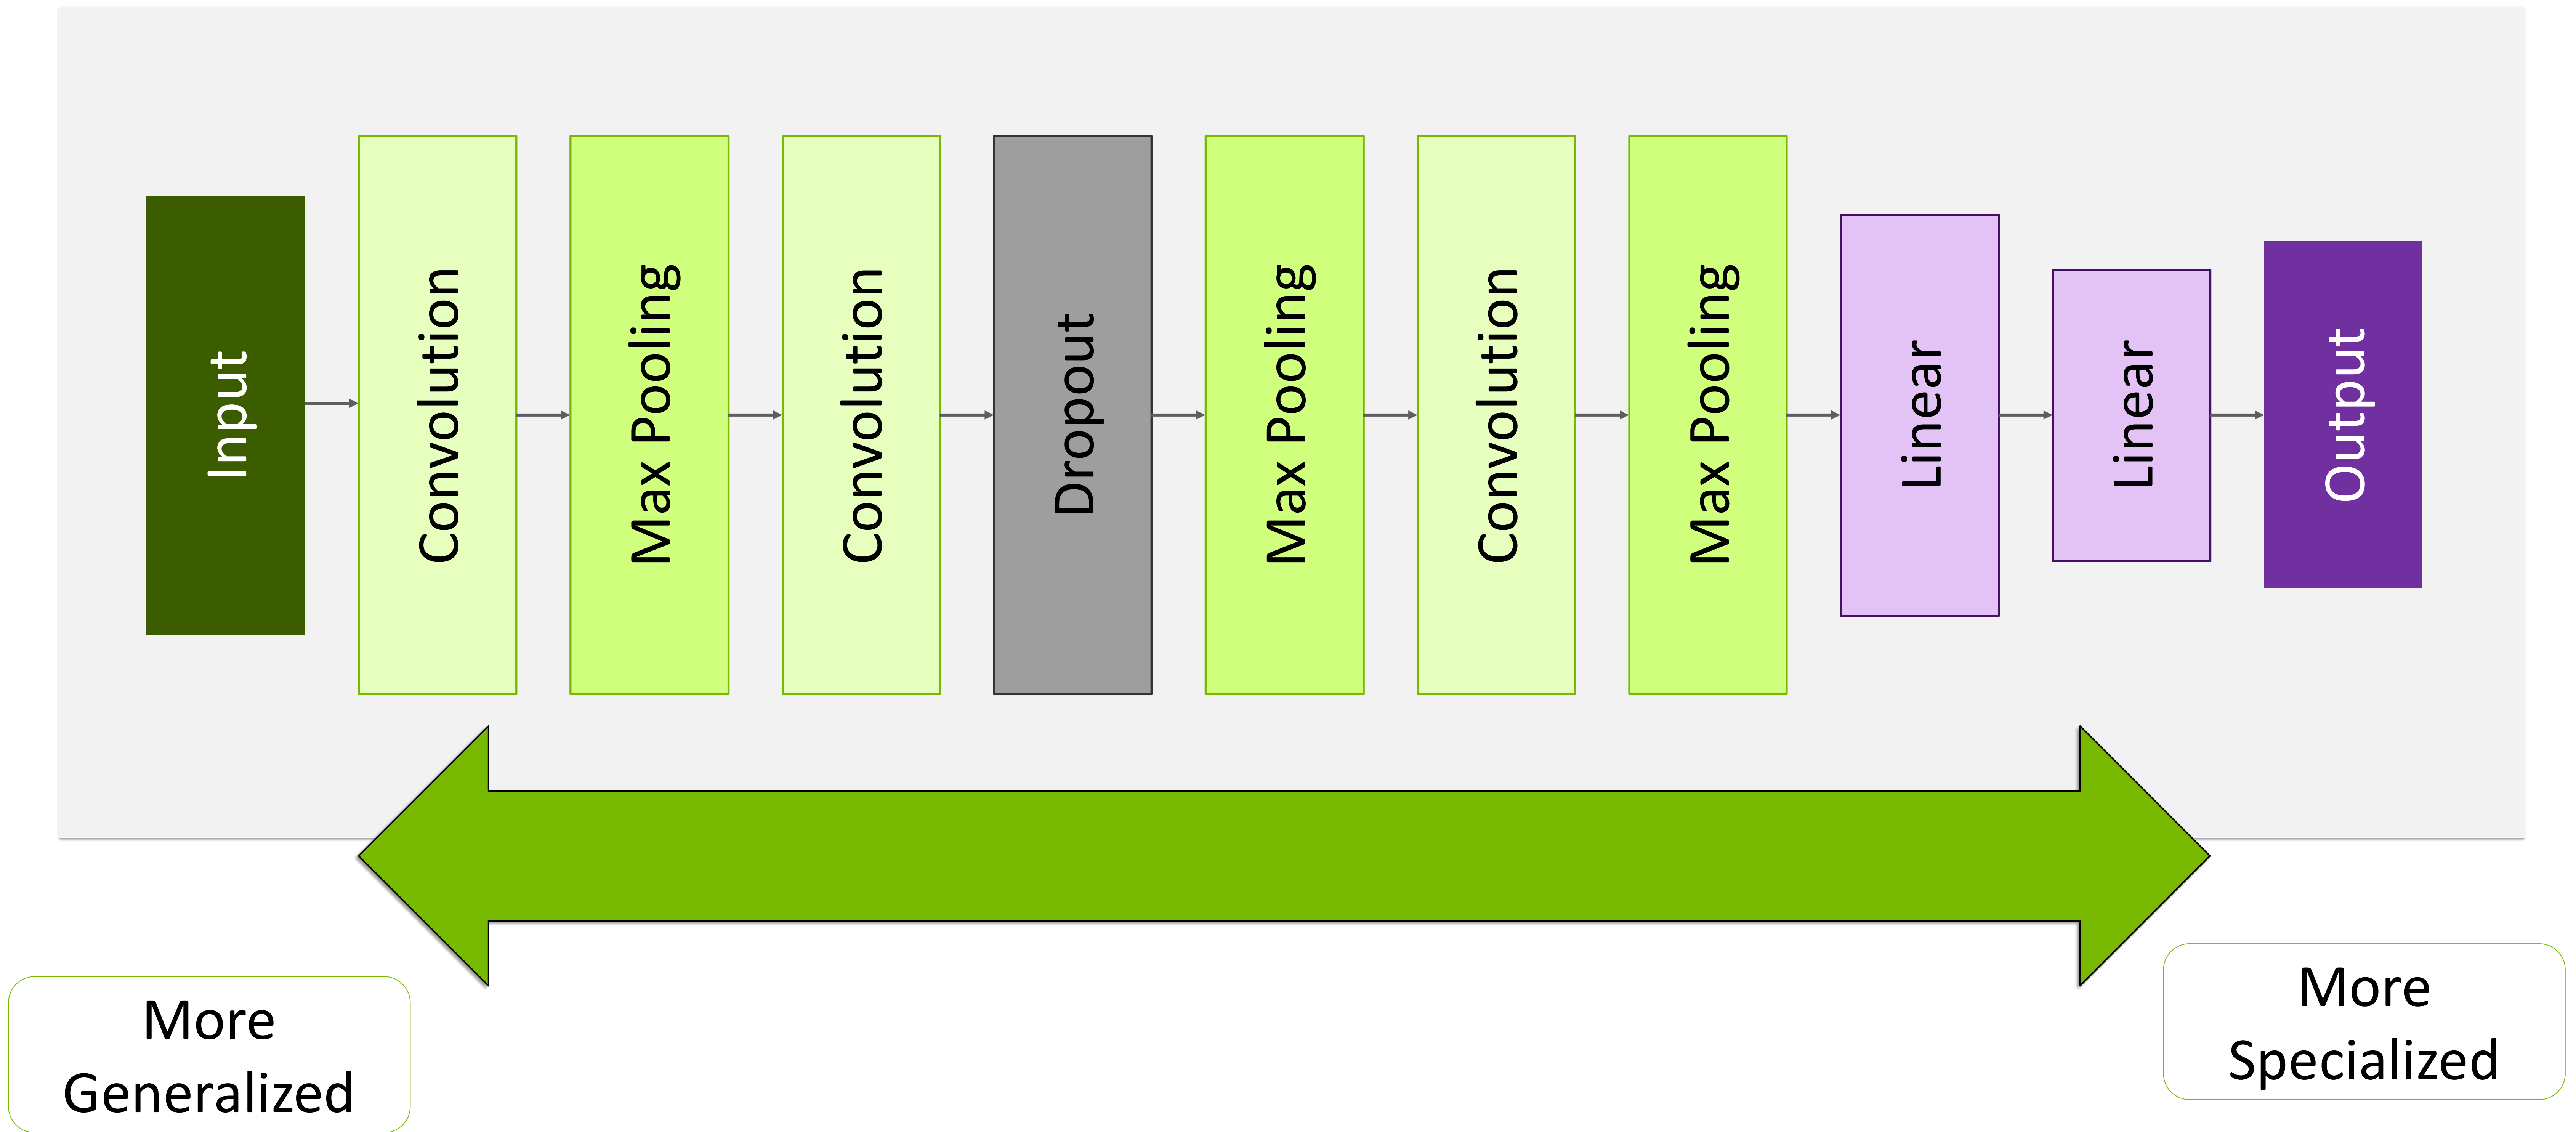 Input
Convolution
Max Pooling
Convolution
Dropout
Max Pooling
Convolution
Max Pooling
Linear
Linear
Output
More
Generalized
More
Specialized